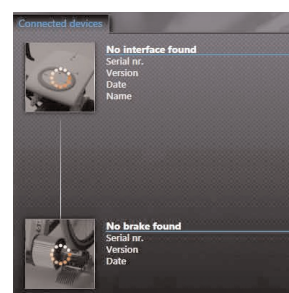 Connected devices
No interface found
Serial nr.
Version
Date
Name
No brake found
Serial nr.
Version
Date